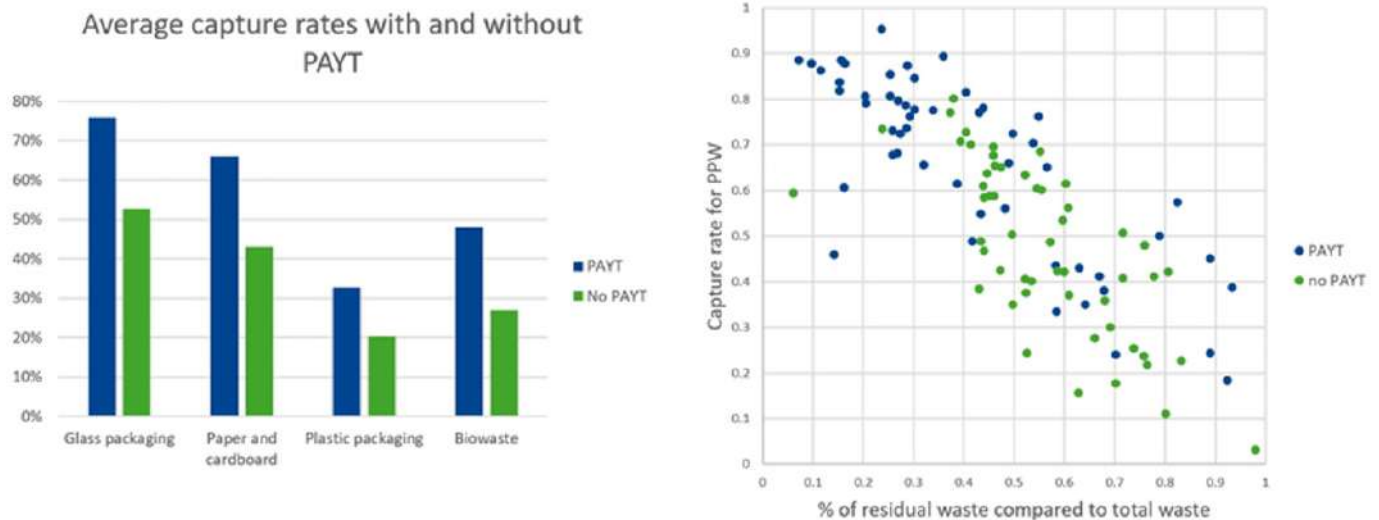 Average capture rates with and without
PAYT
80%
70%
60%
50%
40%
30%
20%
10%
0%
Glass packaging
Paper and
cardboard
Plastic packaging
Biowaste
PAYT
No PAYT
Capture rate for PPW
1
0.9
0.8
0.7
0.6
0.5
0.4
0.3
0.2
0.1
0
0 0.1 0.2 0.3 0.4 0.5 0.6 0.7 0.8 0.9 1
% of residual waste compared to total waste
PAYT
no PAYT